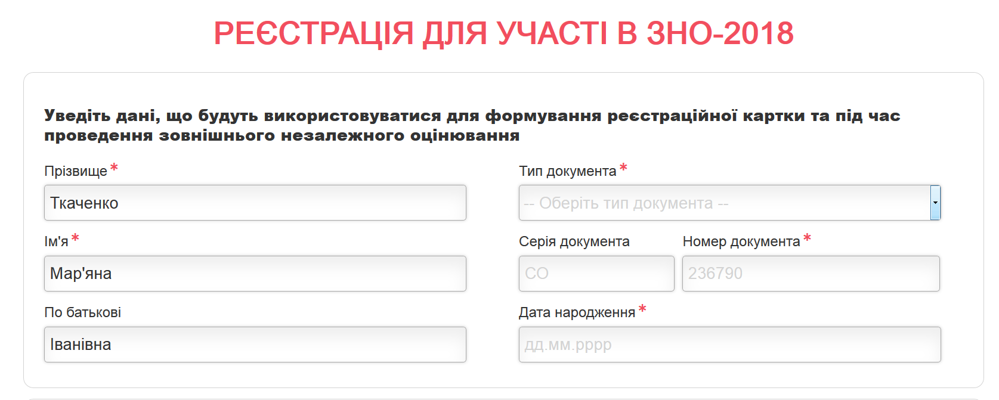 РЕЄСТРАЦІЯ ДЛЯ УЧАСТІ В ЗНО-2018
Уведіть дані, що будуть використовуватися для формування реєстраційної картки та під час
проведення зовнішнього незалежного оцінювання
Прізвище *
Ткаченко
Ім'я *
Мар'яна
По батькові
Іванівна
Тип документа *
-- Оберіть тип документа --
Серія документа
СО
Номер документа *
236790
Дата народження *
дд.мм.рррр